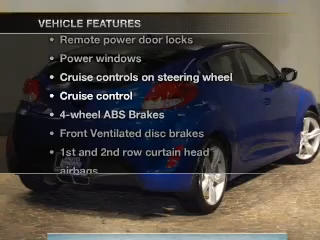 VEHICLE FEATURES
• Remote power door locks
• Power windows
• Cruise controls on steering wheel
• Cruise control
• 4-wheel ABS Brakes
• Front Ventilated disc brakes
• 1st and 2nd row curtain head
airbags